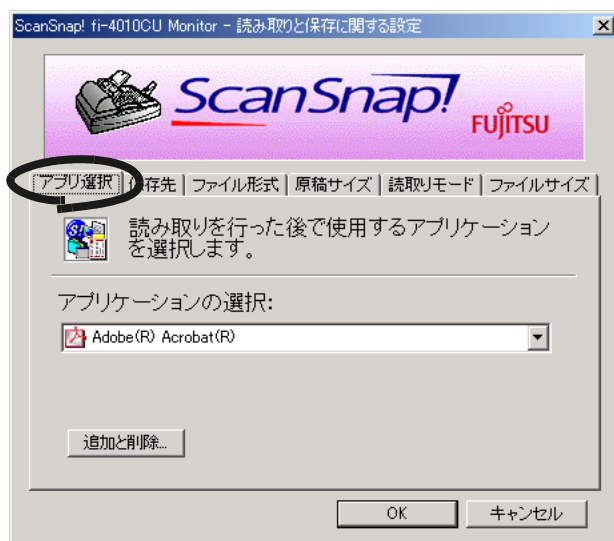 ScanSnap! fi-4010CU Monitor - 読み取りと保存に関する設定
ScanSnap!
FUJITSU
アプリ選択 保存先 ファイル形式 原稿サイズ 読取りモード ファイルサイズ
読み取りを行った後で使用するアプリケーション
を選択します。
アプリケーションの選択:
Adobe(R) Acrobat(R)
追加と削除...
OK キャンセル